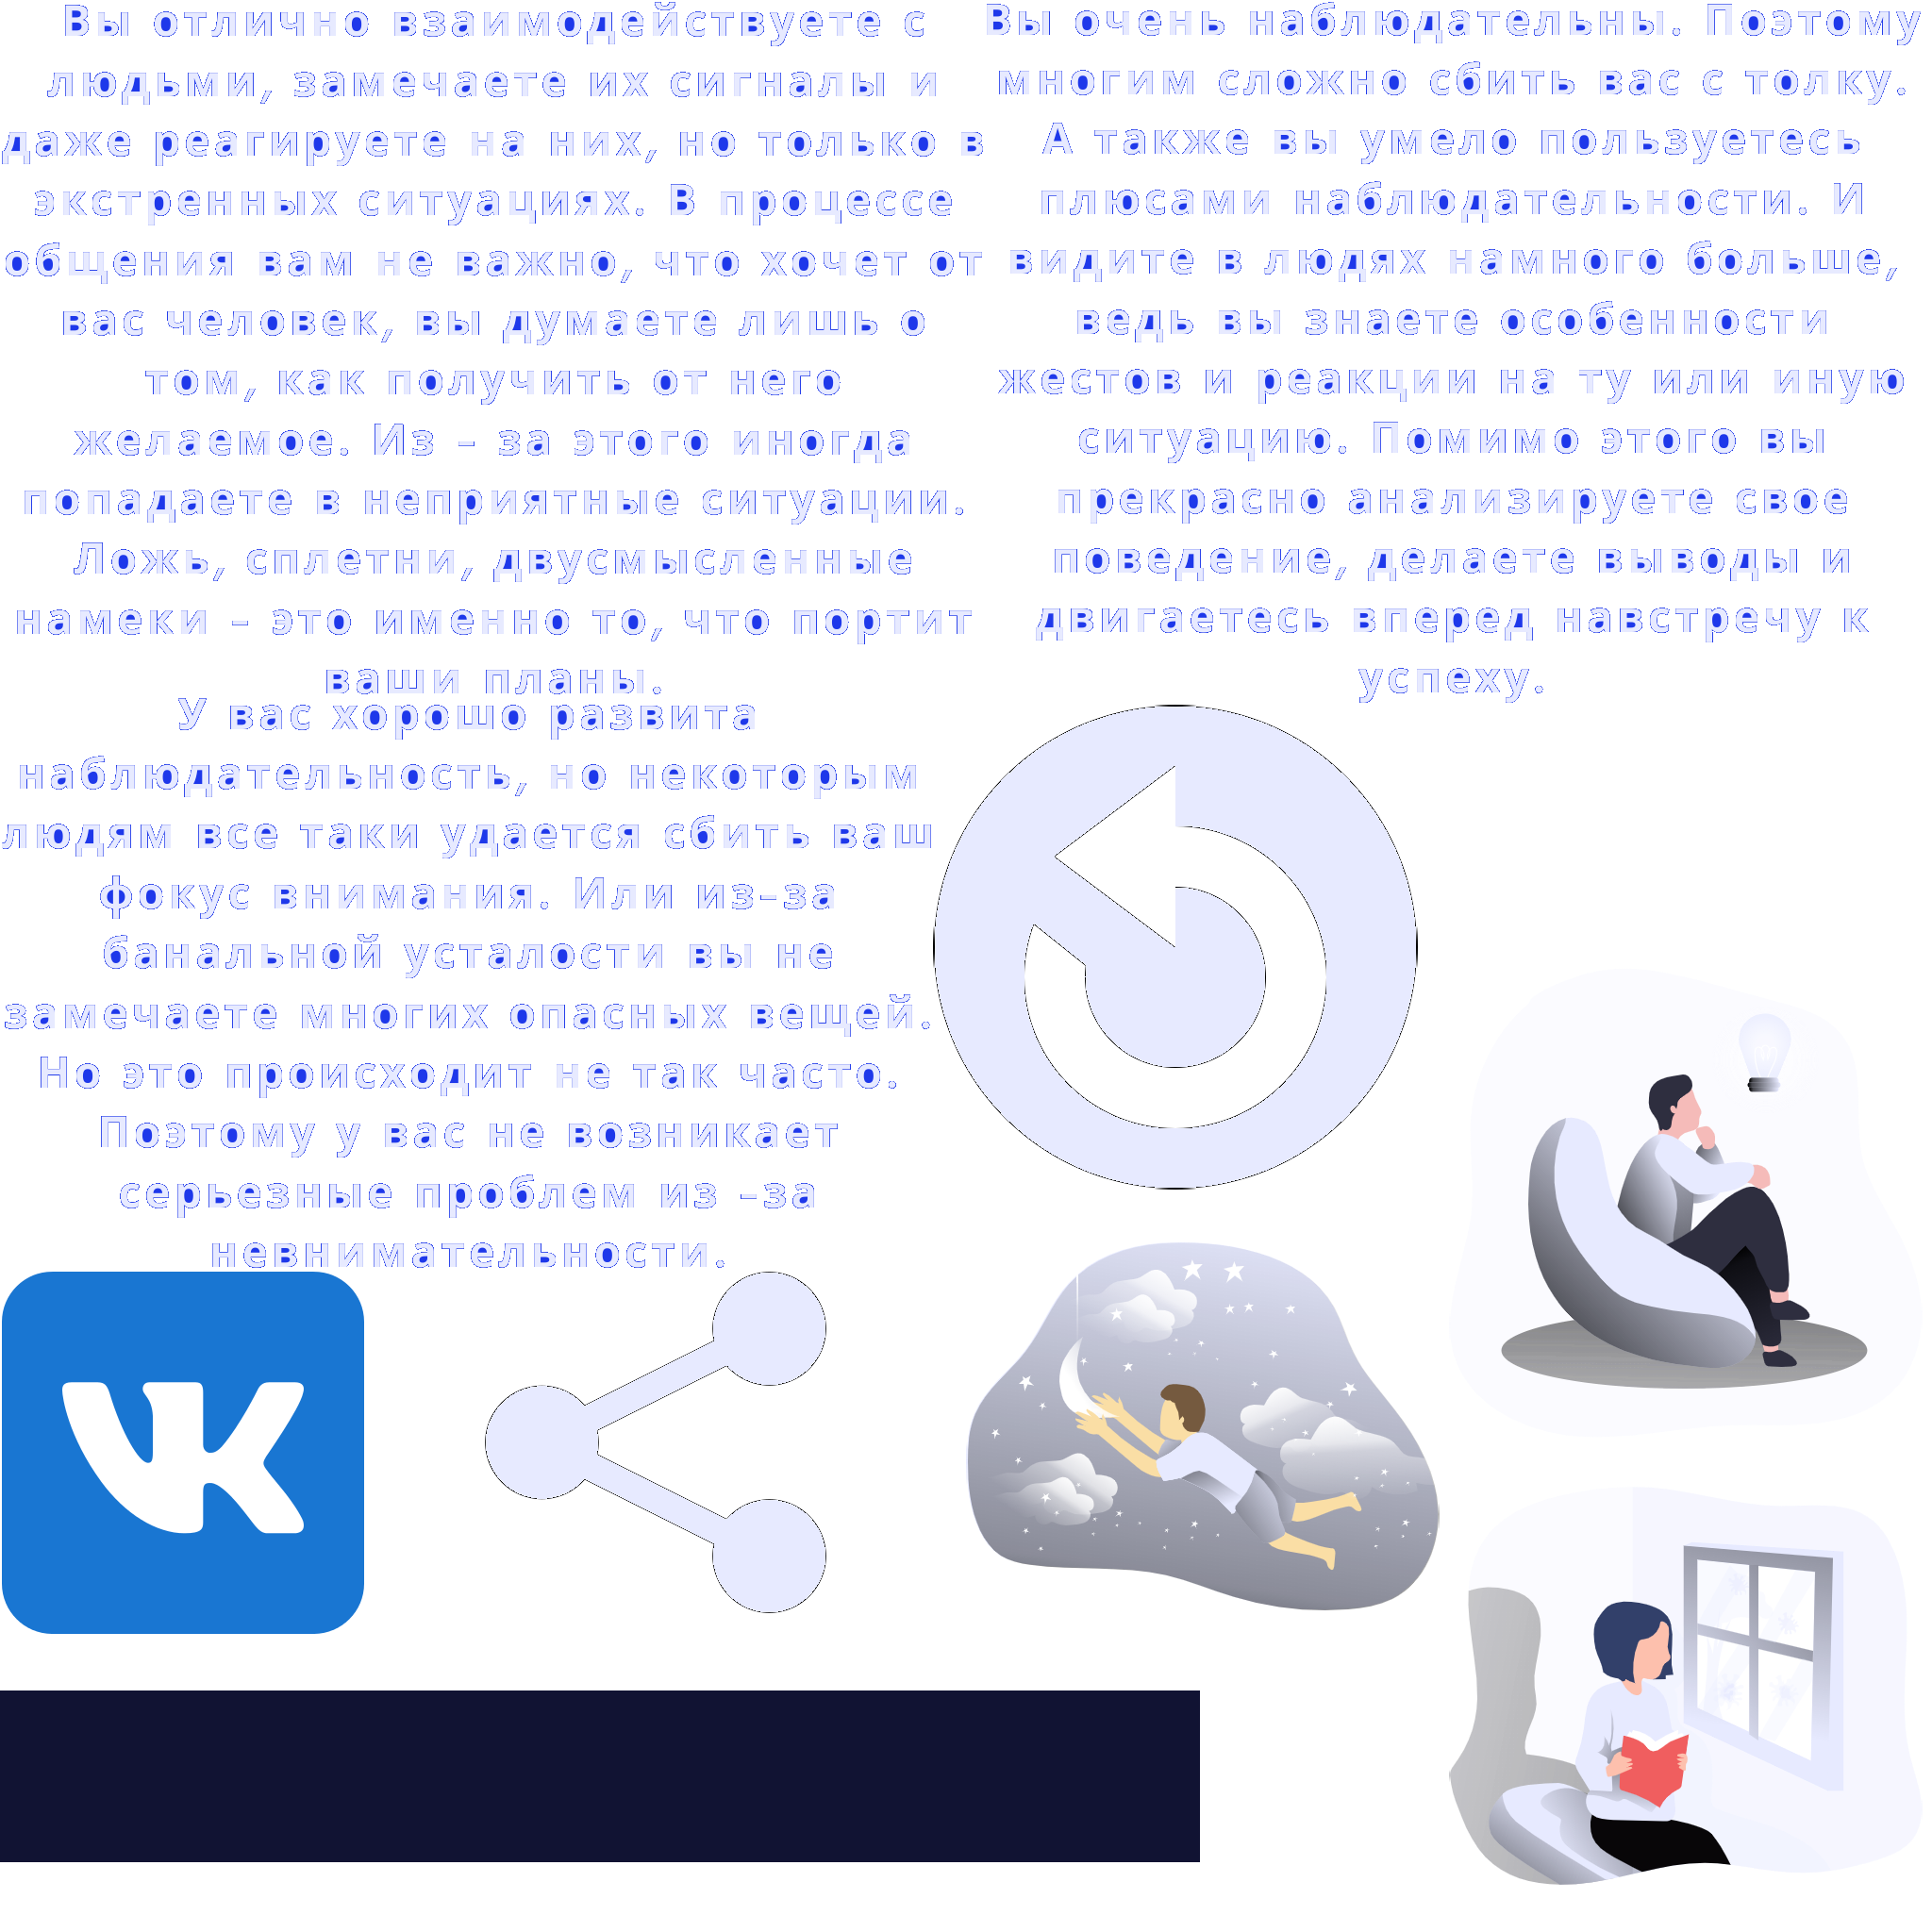 Вы отлично взаимодействуете с
людьми, замечаете их сигналы и
даже реагируете на них, но только в
экстренных ситуациях. В процессе
общения вам не важно, что хочет от
вас человек, вы думаете лишь о
том, как получить от него
желаемое. Из - за этого иногда
попадаете в неприятные ситуации.
Ложь, сплетни, двусмысленные
намеки - это именно то, что портит
ваши планы.
Вы очень наблюдательны. Поэтому
многим сложно сбить вас с толку.
А также вы умело пользуетесь
плюсами наблюдательности. И
видите в людях намного больше,
ведь вы знаете особенности
жестов и реакции на ту или иную
ситуацию. Помимо этого вы
прекрасно анализируете свое
поведение, делаете выводы и
двигаетесь вперед навстречу к
успеху.
У вас хорошо развита
наблюдательность, но некоторым
людям все таки удается сбить ваш
фокус внимания. Или из-за
банальной усталости вы не
замечаете многих опасных вещей.
Но это происходит не так часто.
Поэтому у вас не возникает
серьезные проблем из -за
невнимательности.
VK